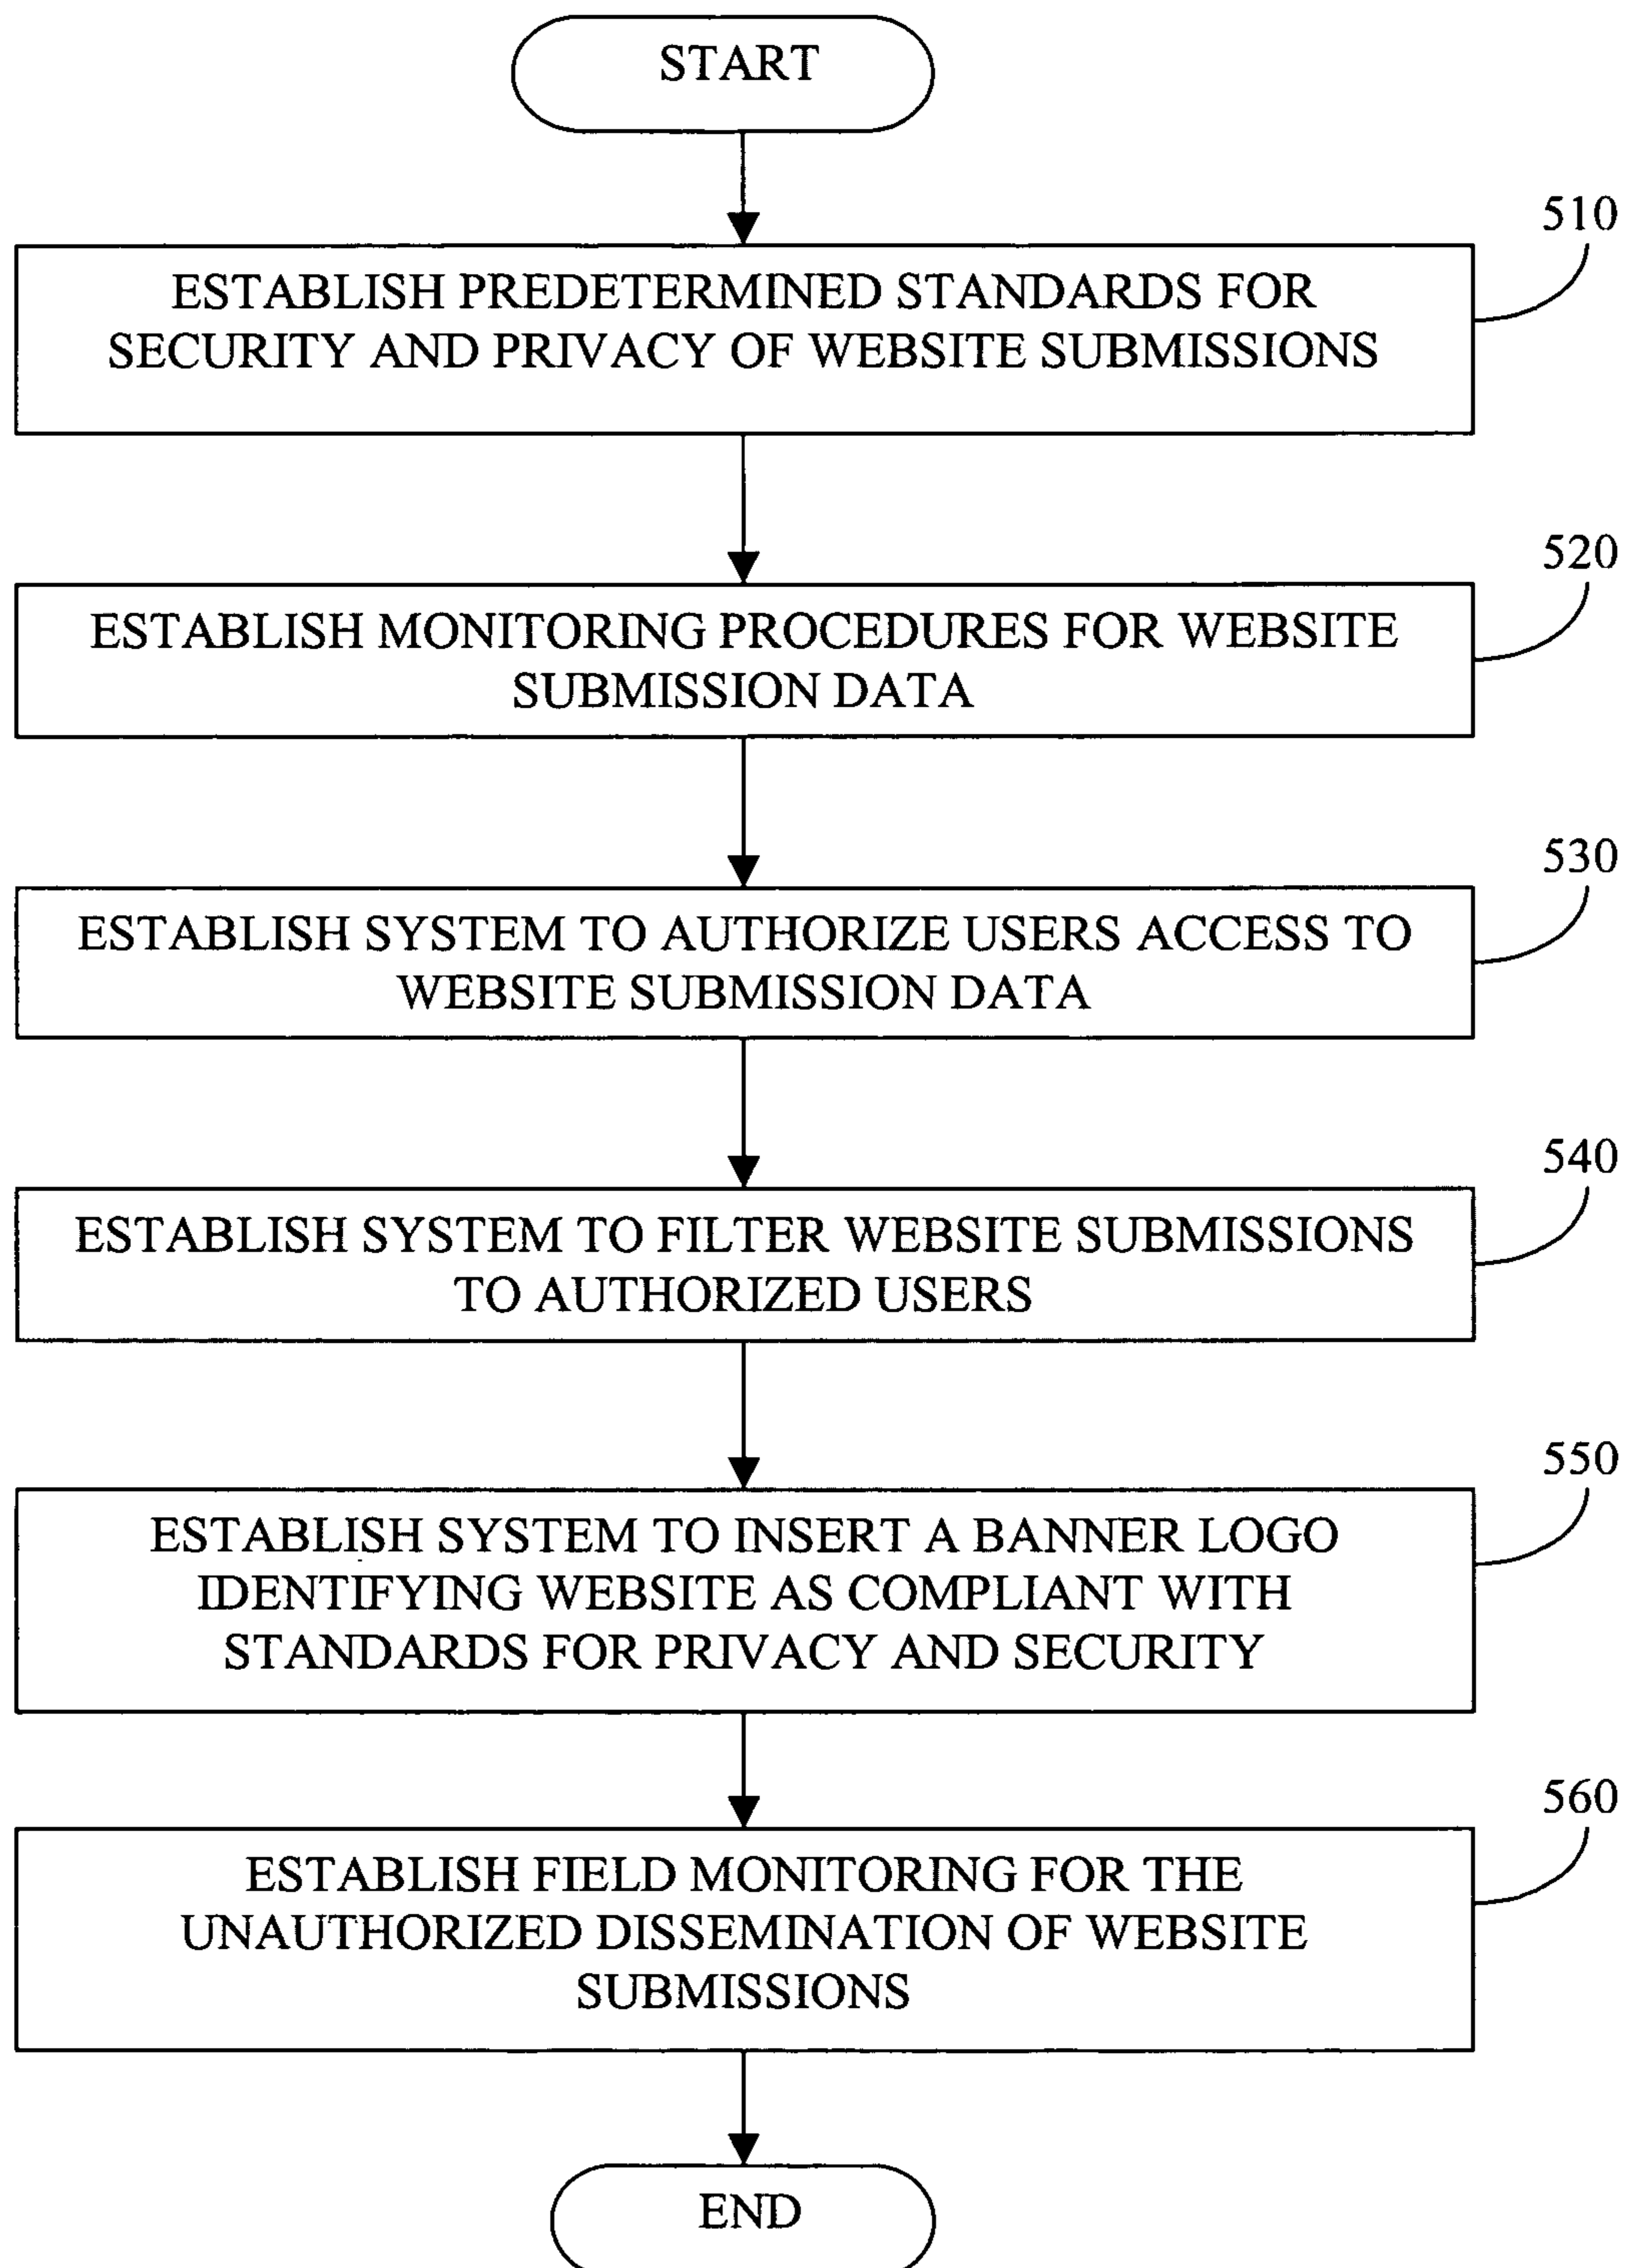 START
510
ESTABLISH PREDETERMINED STANDARDS FOR
SECURITY AND PRIVACY OF WEBSITE SUBMISSIONS
520
ESTABLISH MONITORING PROCEDURES FOR WEBSITE
SUBMISSION DATA
530
ESTABLISH SYSTEM TO AUTHORIZE USERS ACCESS TO
WEBSITE SUBMISSION DATA
540
ESTABLISH SYSTEM TO FILTER WEBSITE SUBMISSIONS
TO AUTHORIZED USERS
550
ESTABLISH SYSTEM TO INSERT A BANNER LOGO
IDENTIFYING WEBSITE AS COMPLIANT WITH
STANDARDS FOR PRIVACY AND SECURITY
560
ESTABLISH FIELD MONITORING FOR THE
UNAUTHORIZED DISSEMINATION OF WEBSITE
SUBMISSIONS
END